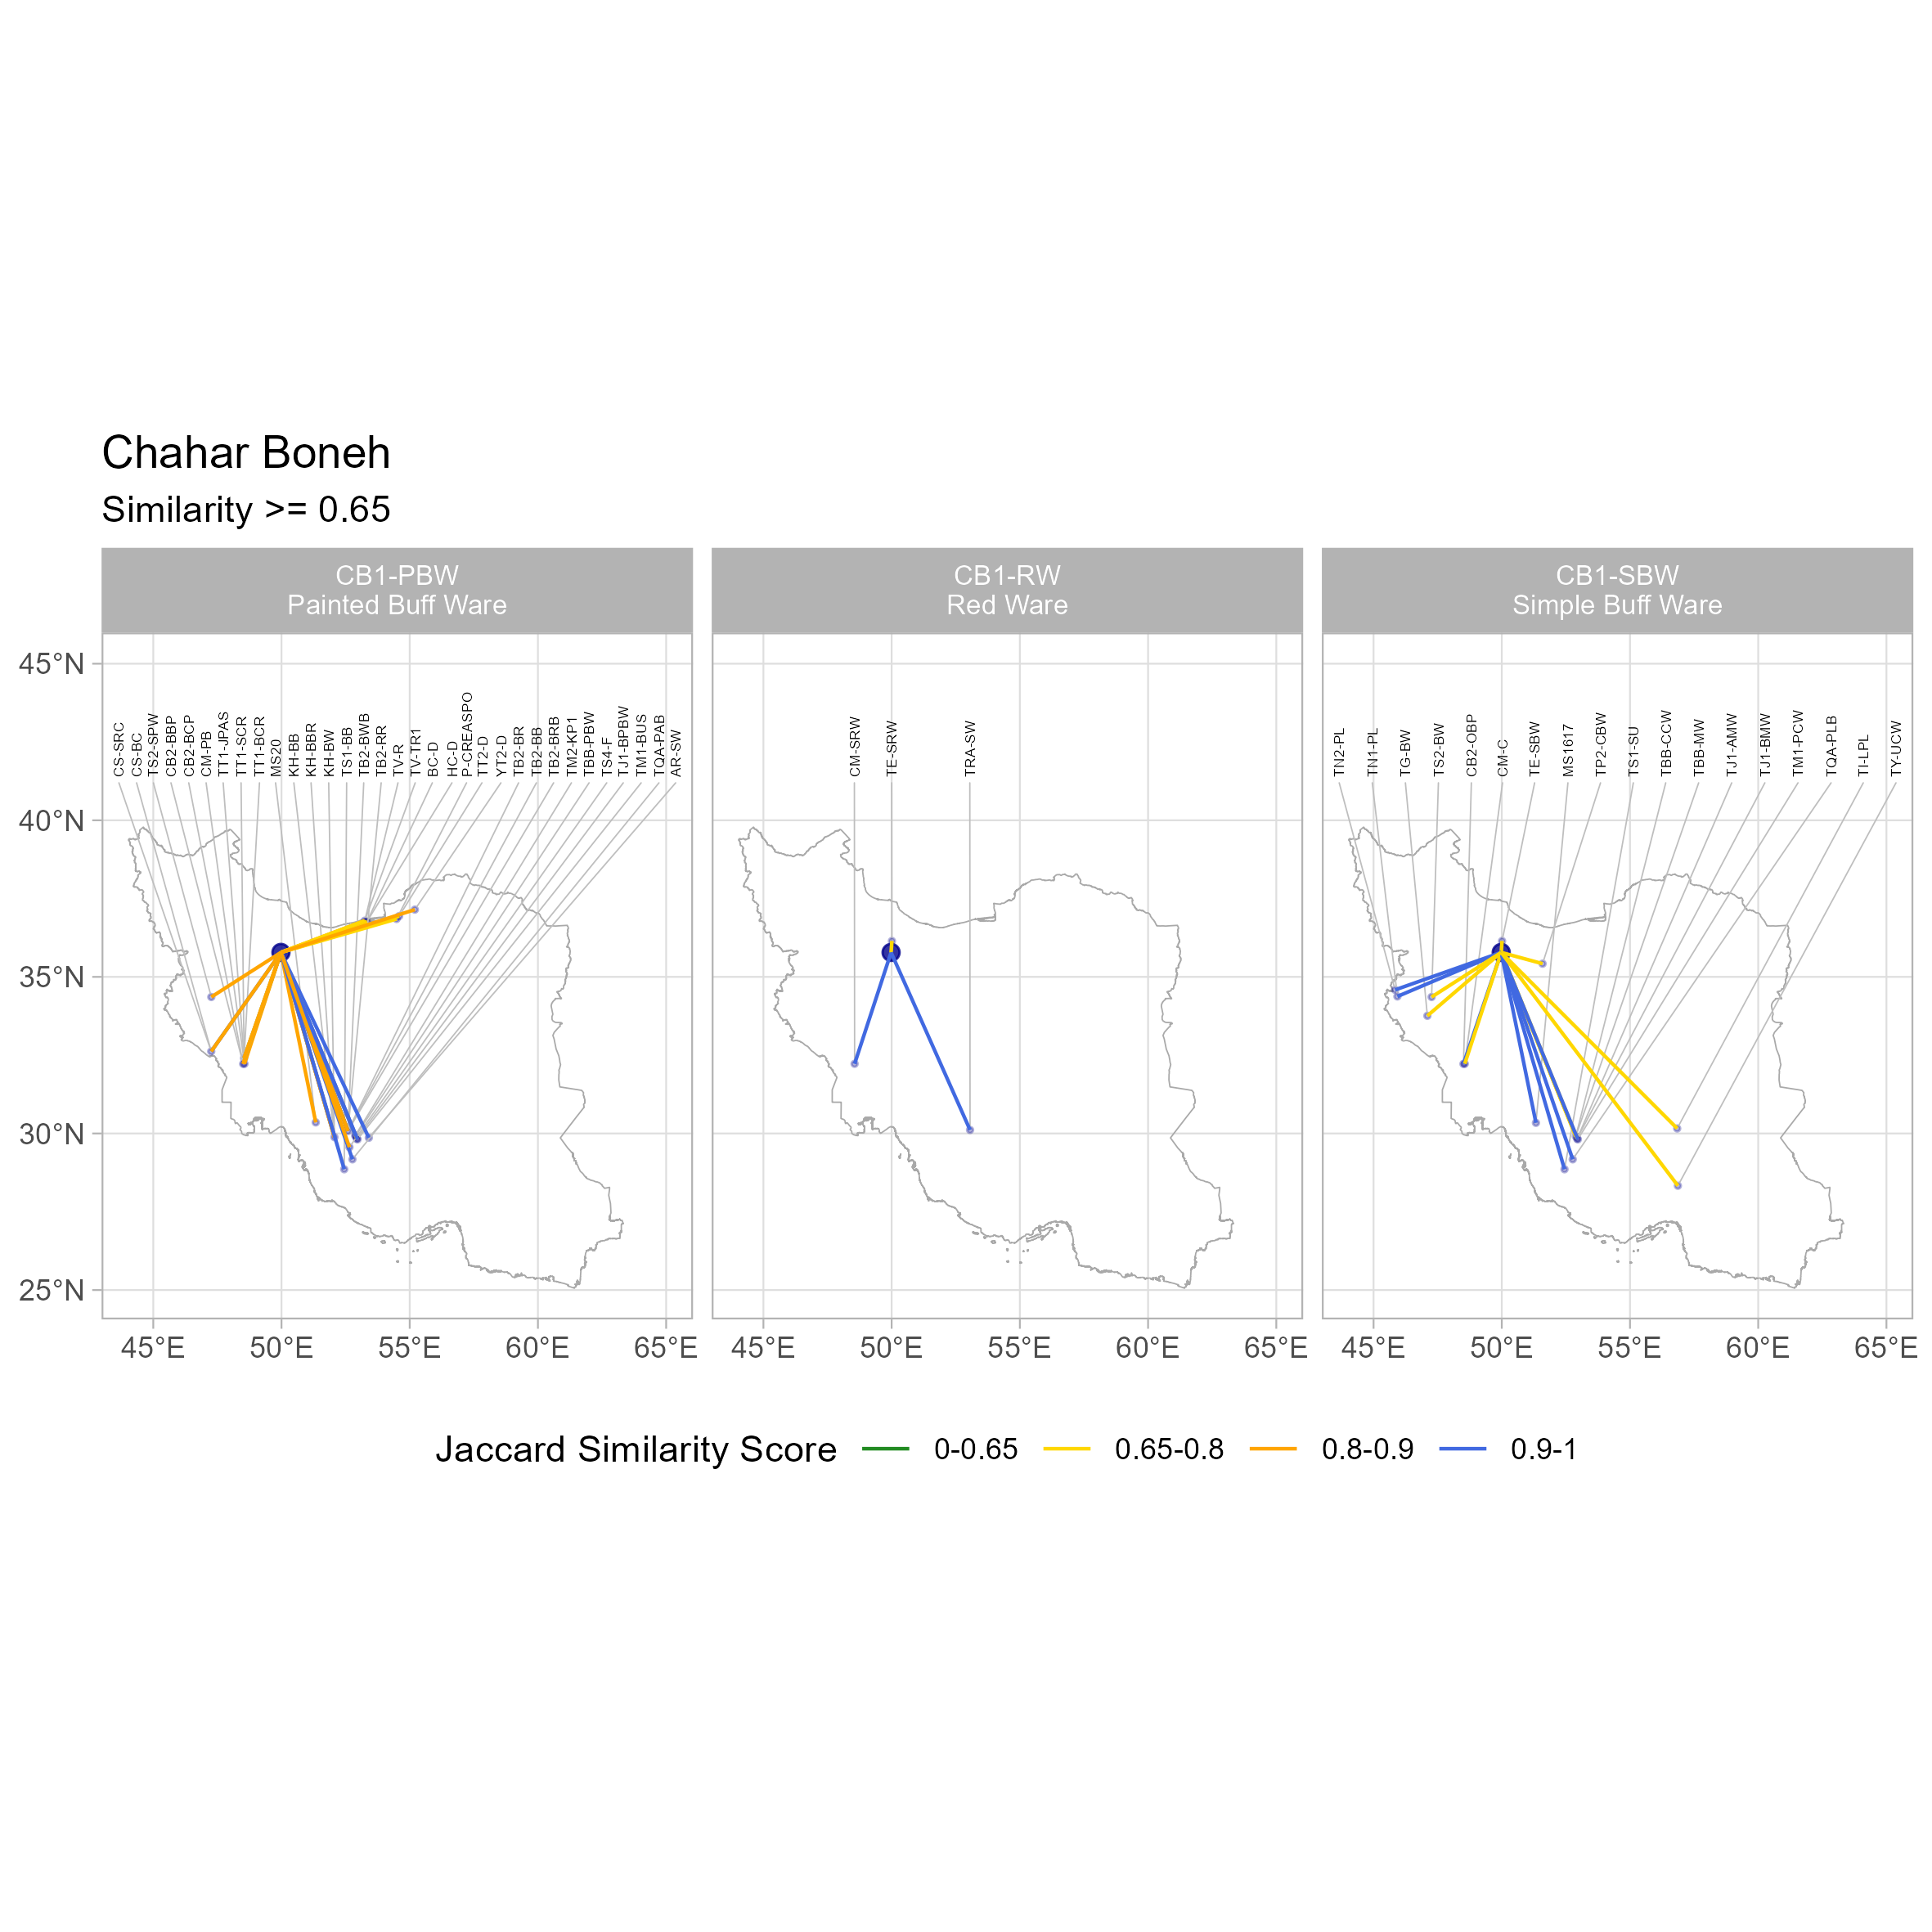 Chahar Boneh
Similarity >= 0.65
CB1-PBW
Painted Buff Ware
CB1-RW
Red Ware
CB1-SBW
Simple Buff Ware
45°N
40°N
35°N
30°N
25°N
CS-SRC
CS-BC
TS2-SPW
CB2-BBP
CB2-BCP
CM-PB
TT1-JPAS
TT1-SCR
TT1-BCR
MS20
KH-BB
KH-BBR
KH-BW
TS1-BB
TB2-BWB
TB2-RR
TV-R
TV-TR1
BC-D
HC-D
P-CREASPO
TT2-D
YT2-D
TB2-BR
TB2-BB
TB2-BRB
TM2-KP1
TBB-PBW
TS4-F
TJ1-BPBW
TM1-BUS
TQA-PAB
AR-SW
CM-SRW
TE-SRW
TRA-SW
TN2-PL
TN1-PL
TG-BW
TS2-BW
CB2-OBP
CM-C
TE-SBW
MS1617
TP2-CBW
TS1-SU
TBB-CCW
TBB-MW
TJ1-AMW
TJ1-BMW
TM1-PCW
TQA-PLB
TI-LPL
TY-UCW
45°E 50°E 55°E 60°E 65°E
45°E 50°E 55°E 60°E 65°E
45°E 50°E 55°E 60°E 65°E
Jaccard Similarity Score 0-0.65 0.65-0.8 0.8-0.9 0.9-1